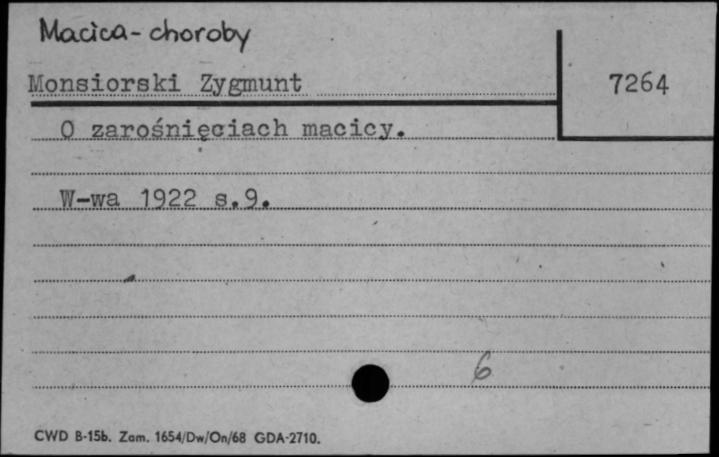 Macica - choroby
Monsiorski Zygmunt
7264
O zarośnięciach macicy.
W-wa 1922 s.9.
6
CWD B-15b. Zam. 1654/Dw/On/68 GDA-2710.